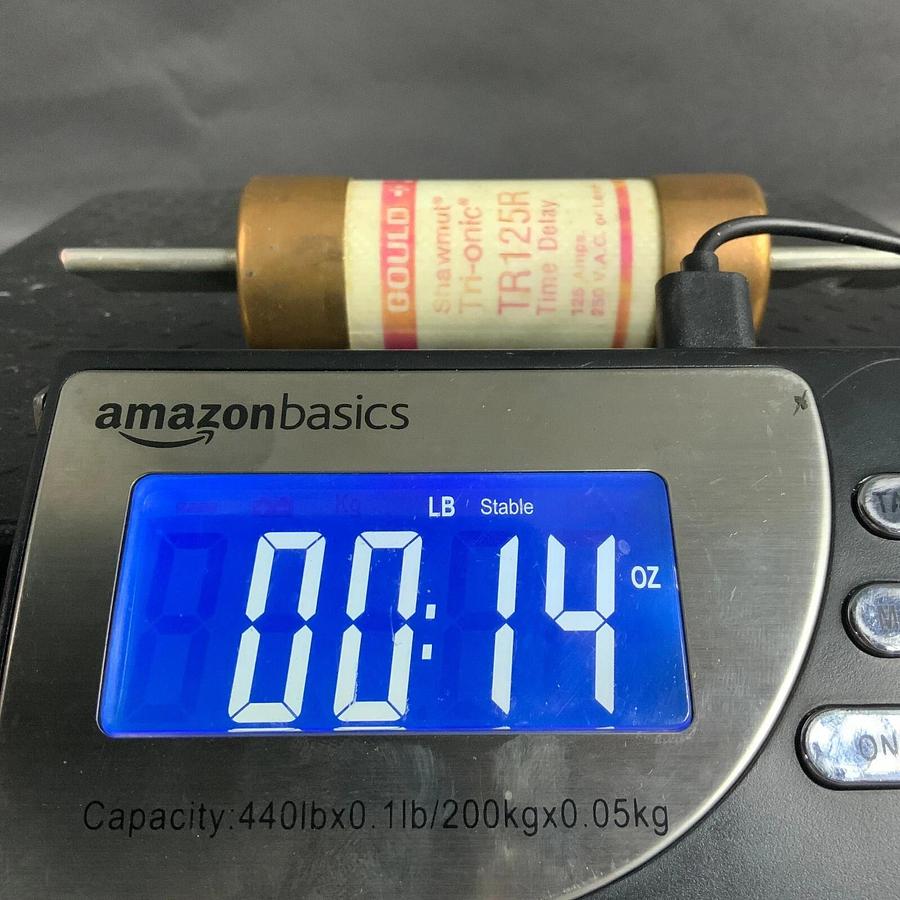 GOULD
Shawmut®
Tri-onic®
TR125R
Time Delay
125 Amps.
250 V.A.C. or Less
amazonbasics
LB Stable
00:14 OZ
ON
Capacity:440lbx0.1lb/200kgx0.05kg